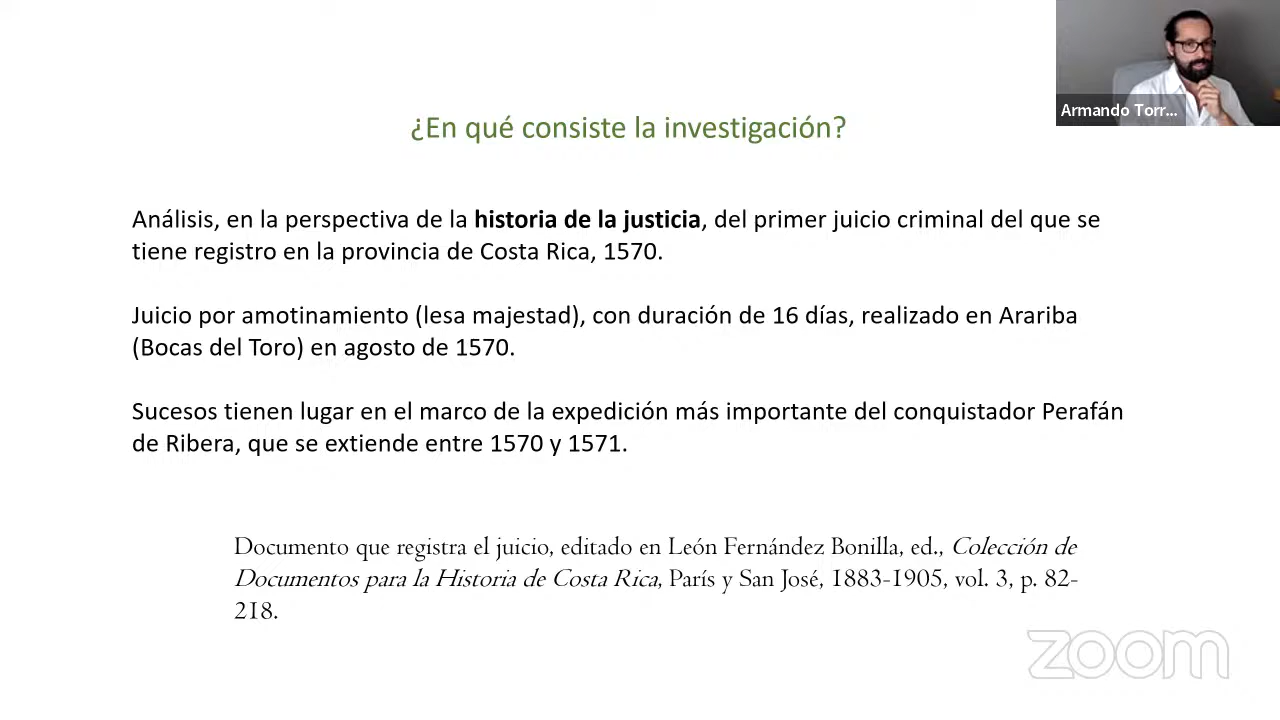 Armando Torr...
¿En qué consiste la investigación?
Análisis, en la perspectiva de la historia de la justicia, del primer juicio criminal del que se
tiene registro en la provincia de Costa Rica, 1570.
Juicio por amotinamiento (lesa majestad), con duración de 16 días, realizado en Arariba
(Bocas del Toro) en agosto de 1570.
Sucesos tienen lugar en el marco de la expedición más importante del conquistador Perafán
de Ribera, que se extiende entre 1570 y 1571.
Documento que registra el juicio, editado en León Fernández Bonilla, ed., Colección de
Documentos para la Historia de Costa Rica, París y San José, 1883-1905, vol. 3, p. 82-
218.
zoom